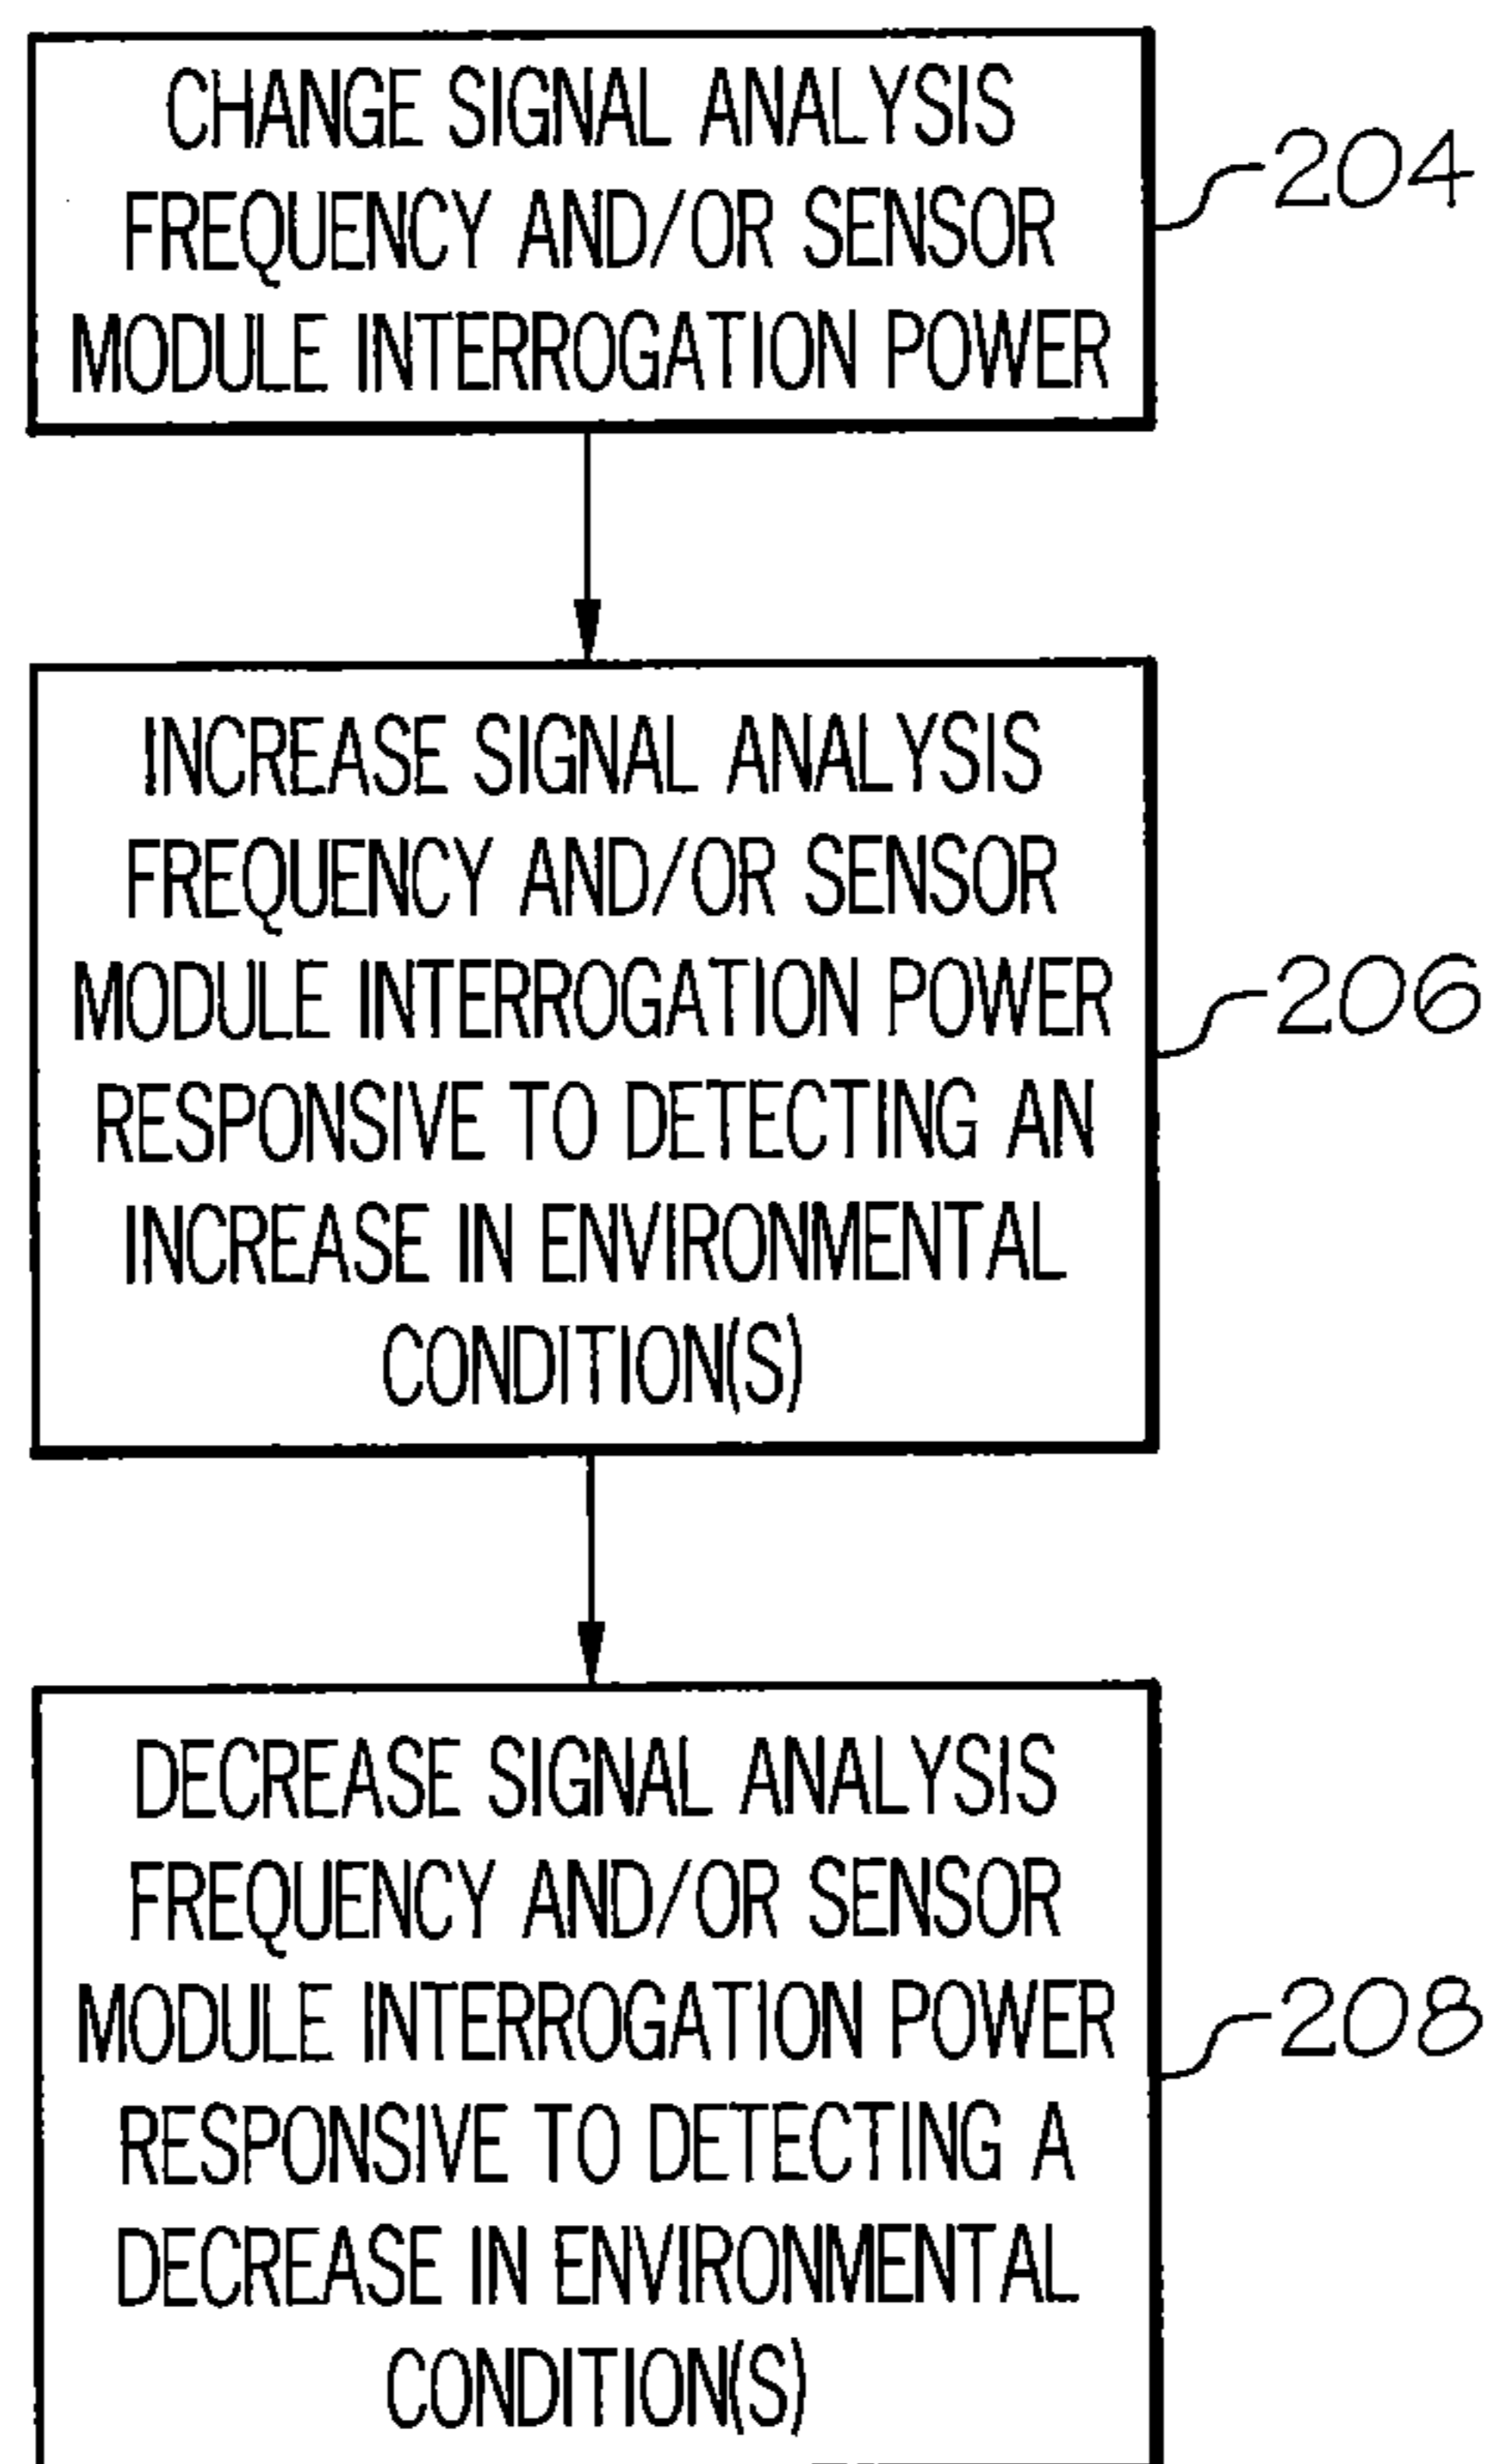 CHANGE SIGNAL ANALYSIS
FREQUENCY AND/OR SENSOR
MODULE INTERROGATION POWER
204
INCREASE SIGNAL ANALYSIS
FREQUENCY AND/OR SENSOR
MODULE INTERROGATION POWER
RESPONSIVE TO DETECTING AN
INCREASE IN ENVIRONMENTAL
CONDITION(S)
206
DECREASE SIGNAL ANALYSIS
FREQUENCY AND/OR SENSOR
MODULE INTERROGATION POWER
RESPONSIVE TO DETECTING A
DECREASE IN ENVIRONMENTAL
CONDITION(S)
208